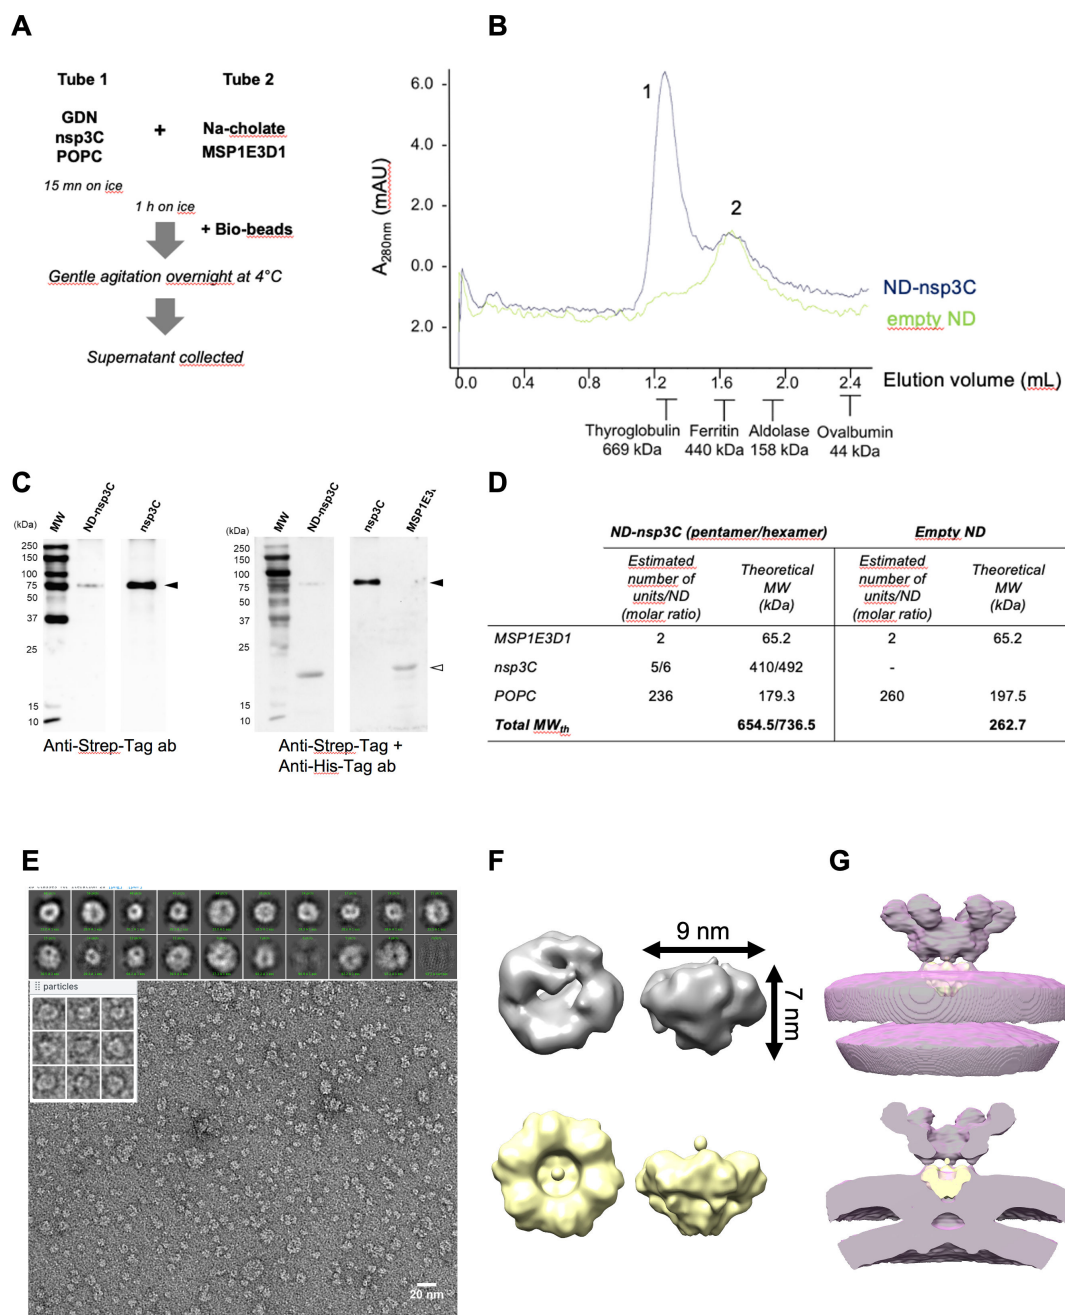 A
Tube 1
Tube 2
GDN
nsp3C
POPC
+
Na-cholate
MSP1E3D1
15 mn on ice
1 h on ice
+ Bio-beads
Gentle agitation overnight at 4°C
Supernatant collected
B
A280nm (mAU)
6.0
4.0
2.0
0.0
2.0
1
2
ND-nsp3C
empty ND
0.0 0.4 0.8 1.2 1.6 2.0 2.4
Elution volume (mL)
Thyroglobulin Ferritin Aldolase Ovalbumin
669 kDa 440 kDa 158 kDa 44 kDa
C
(kDa) MW ND-nsp3C nsp3C
250
150
100
75
50
37
25
15
10
Anti-Strep-Tag ab
(kDa) MW ND-nsp3C nsp3C MSP1E3D
250
150
100
75
50
37
25
15
10
Anti-Strep-Tag +
Anti-His-Tag ab
D
ND-nsp3C (pentamer/hexamer) Empty ND
Estimated number of units/ND (molar ratio) Theoretical MW (kDa) Estimated number of units/ND (molar ratio) Theoretical MW (kDa)
MSP1E3D1 2 65.2 2 65.2
nsp3C 5/6 410/492 -
POPC 236 179.3 260 197.5
Total MWth 654.5/736.5 262.7
E
particles
20 nm
F
9 nm
7 nm
G